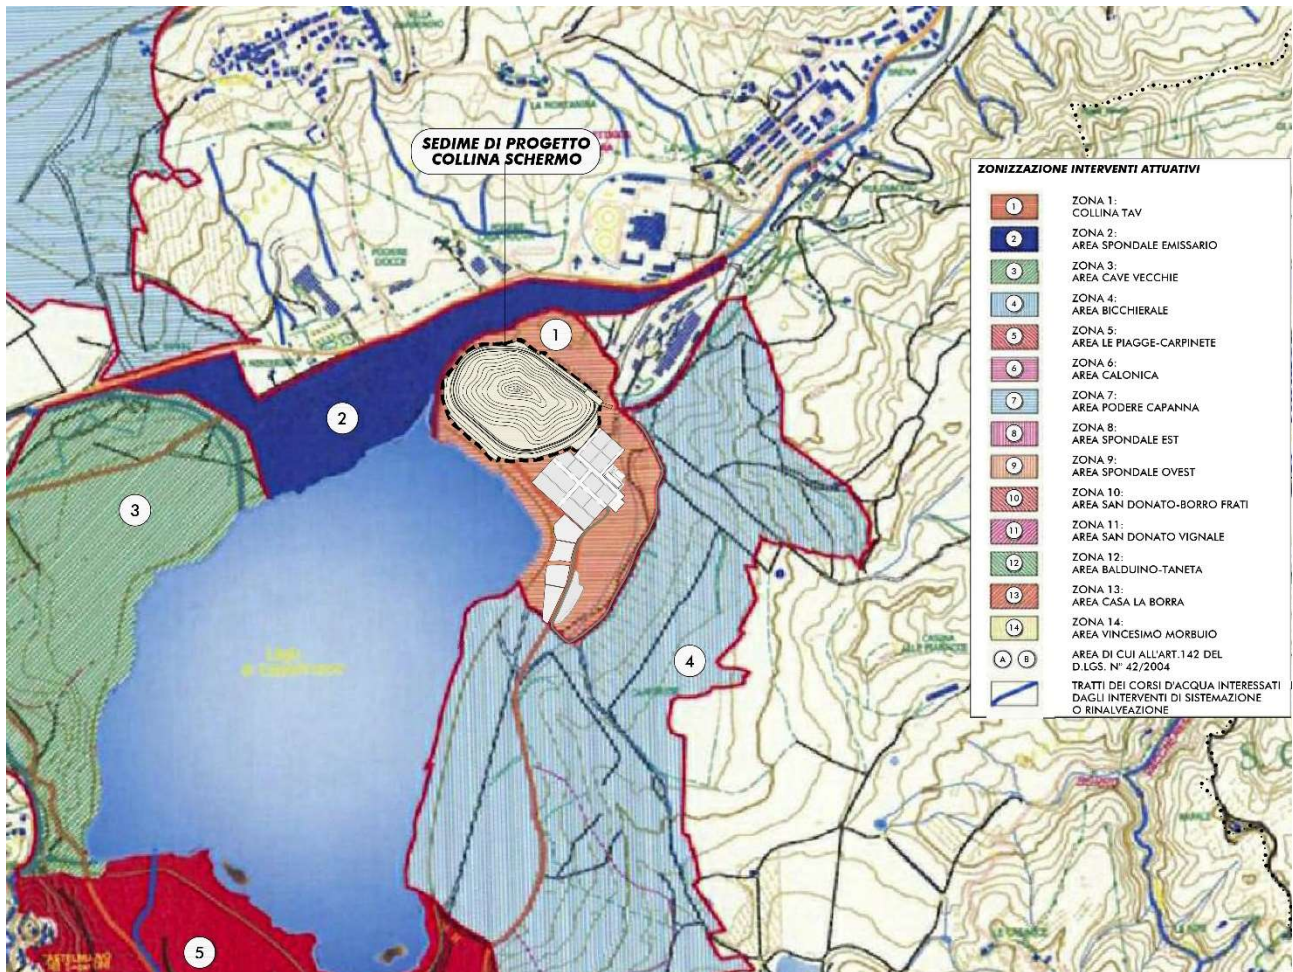 LA MONTANINA
SEDIME DI PROGETTO
COLLINA SCHERMO
PODERE
1
2
3
4
5
ZONIZZAZIONE INTERVENTI ATTUATIVI
1
ZONA 1:
COLLINA TAV
2
ZONA 2:
AREA SPONDALE EMISSARIO
3
ZONA 3:
AREA CAVE VECCHIE
4
ZONA 4:
AREA BICCHIERALE
5
ZONA 5:
AREA LE PIAGGE-CARPINETE
6
ZONA 6:
AREA CALONICA
7
ZONA 7:
AREA PODERE CAPANNA
8
ZONA 8:
AREA SPONDALE EST
9
ZONA 9:
AREA SPONDALE OVEST
10
ZONA 10:
AREA SAN DONATO-BORRO FRATI
11
ZONA 11:
AREA SAN DONATO VIGNALE
12
ZONA 12:
AREA BALDUINO-TANETA
13
ZONA 13:
AREA CASA LA BORRA
14
ZONA 14:
AREA VINCESIMO MORBUIO
A B
AREA DI CUI ALL'ART.142 DEL
D.LGS. N° 42/2004
TRATTI DEI CORSI D'ACQUA INTERESSATI
DAGLI INTERVENTI DI SISTEMAZIONE
O RINALVEAZIONE